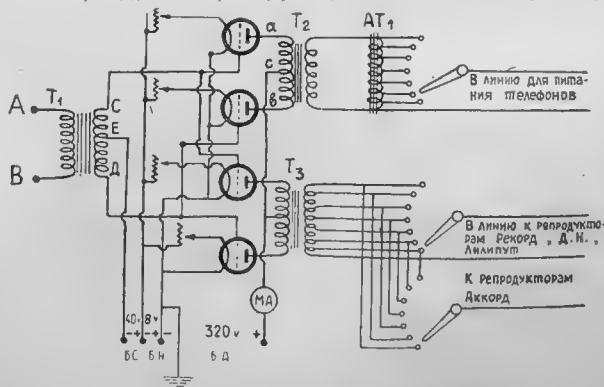 T₂
AT₁
a
c
в
T₁
A
B
С
Е
Д
В линию для пита-
ния телефонов
T₃
В линию к репродукто-
рам Рекорд, Д.Н.,
Лилипут
К репродукторам
Аккорд
МА
40v 8v
- + + -
320v +
БС БН БА